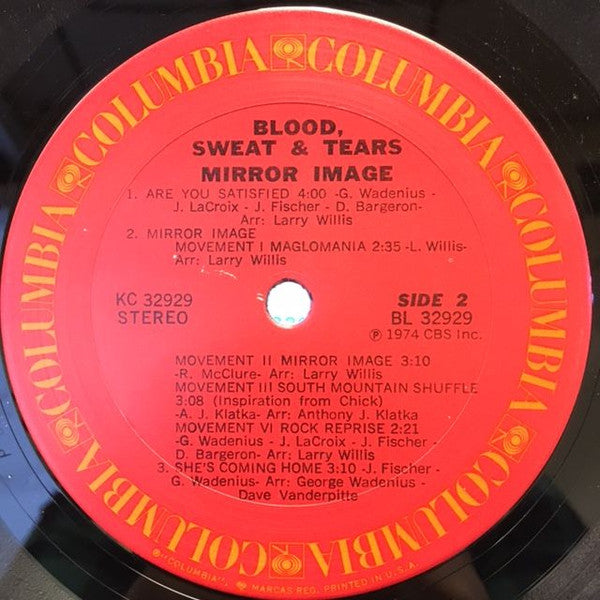 COLUMBIA COLUMBIA COLUMBIA COLUMBIA COLUMBIA COLUMBIA COLUMBIA COLUMBIA
BLOOD,
SWEAT & TEARS
MIRROR IMAGE
1. ARE YOU SATISFIED 4:00 -G. Wadenius -
J. LaCroix - J. Fischer - D. Bargeron-
Arr: Larry Willis
2. MIRROR IMAGE
MOVEMENT I MAGLOMANIA 2:35 -L. Willis-
Arr: Larry Willis
KC 32929
STEREO
SIDE 2
BL 32929
Ⓟ 1974 CBS Inc.
MOVEMENT II MIRROR IMAGE 3:10
-R. McClure- Arr: Larry Willis
MOVEMENT III SOUTH MOUNTAIN SHUFFLE
3:08 (Inspiration from Chick)
-A. J. Klatka- Arr: Anthony J. Klatka
MOVEMENT VI ROCK REPRISE 2:21
-G. Wadenius - J. LaCroix - J. Fischer -
D. Bargeron- Arr: Larry Willis
3. SHE'S COMING HOME 3:10 -J. Fischer -
G. Wadenius- Arr: George Wadenius -
Dave Vanderpitts
"COLUMBIA", MARCAS REG. PRINTED IN U.S.A.